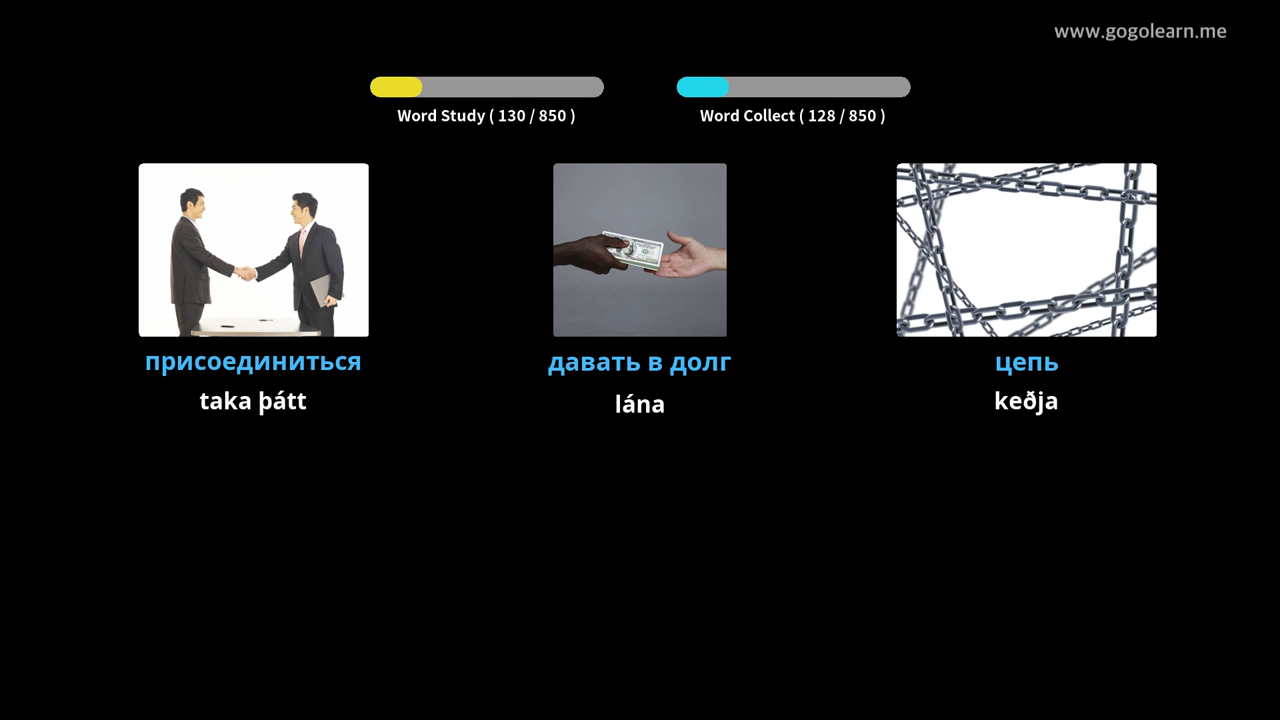 www.gogolearn.me
Word Study ( 130 / 850 )
Word Collect ( 128 / 850 )
присоединиться
taka þátt
давать в долг
lána
цепь
keðja